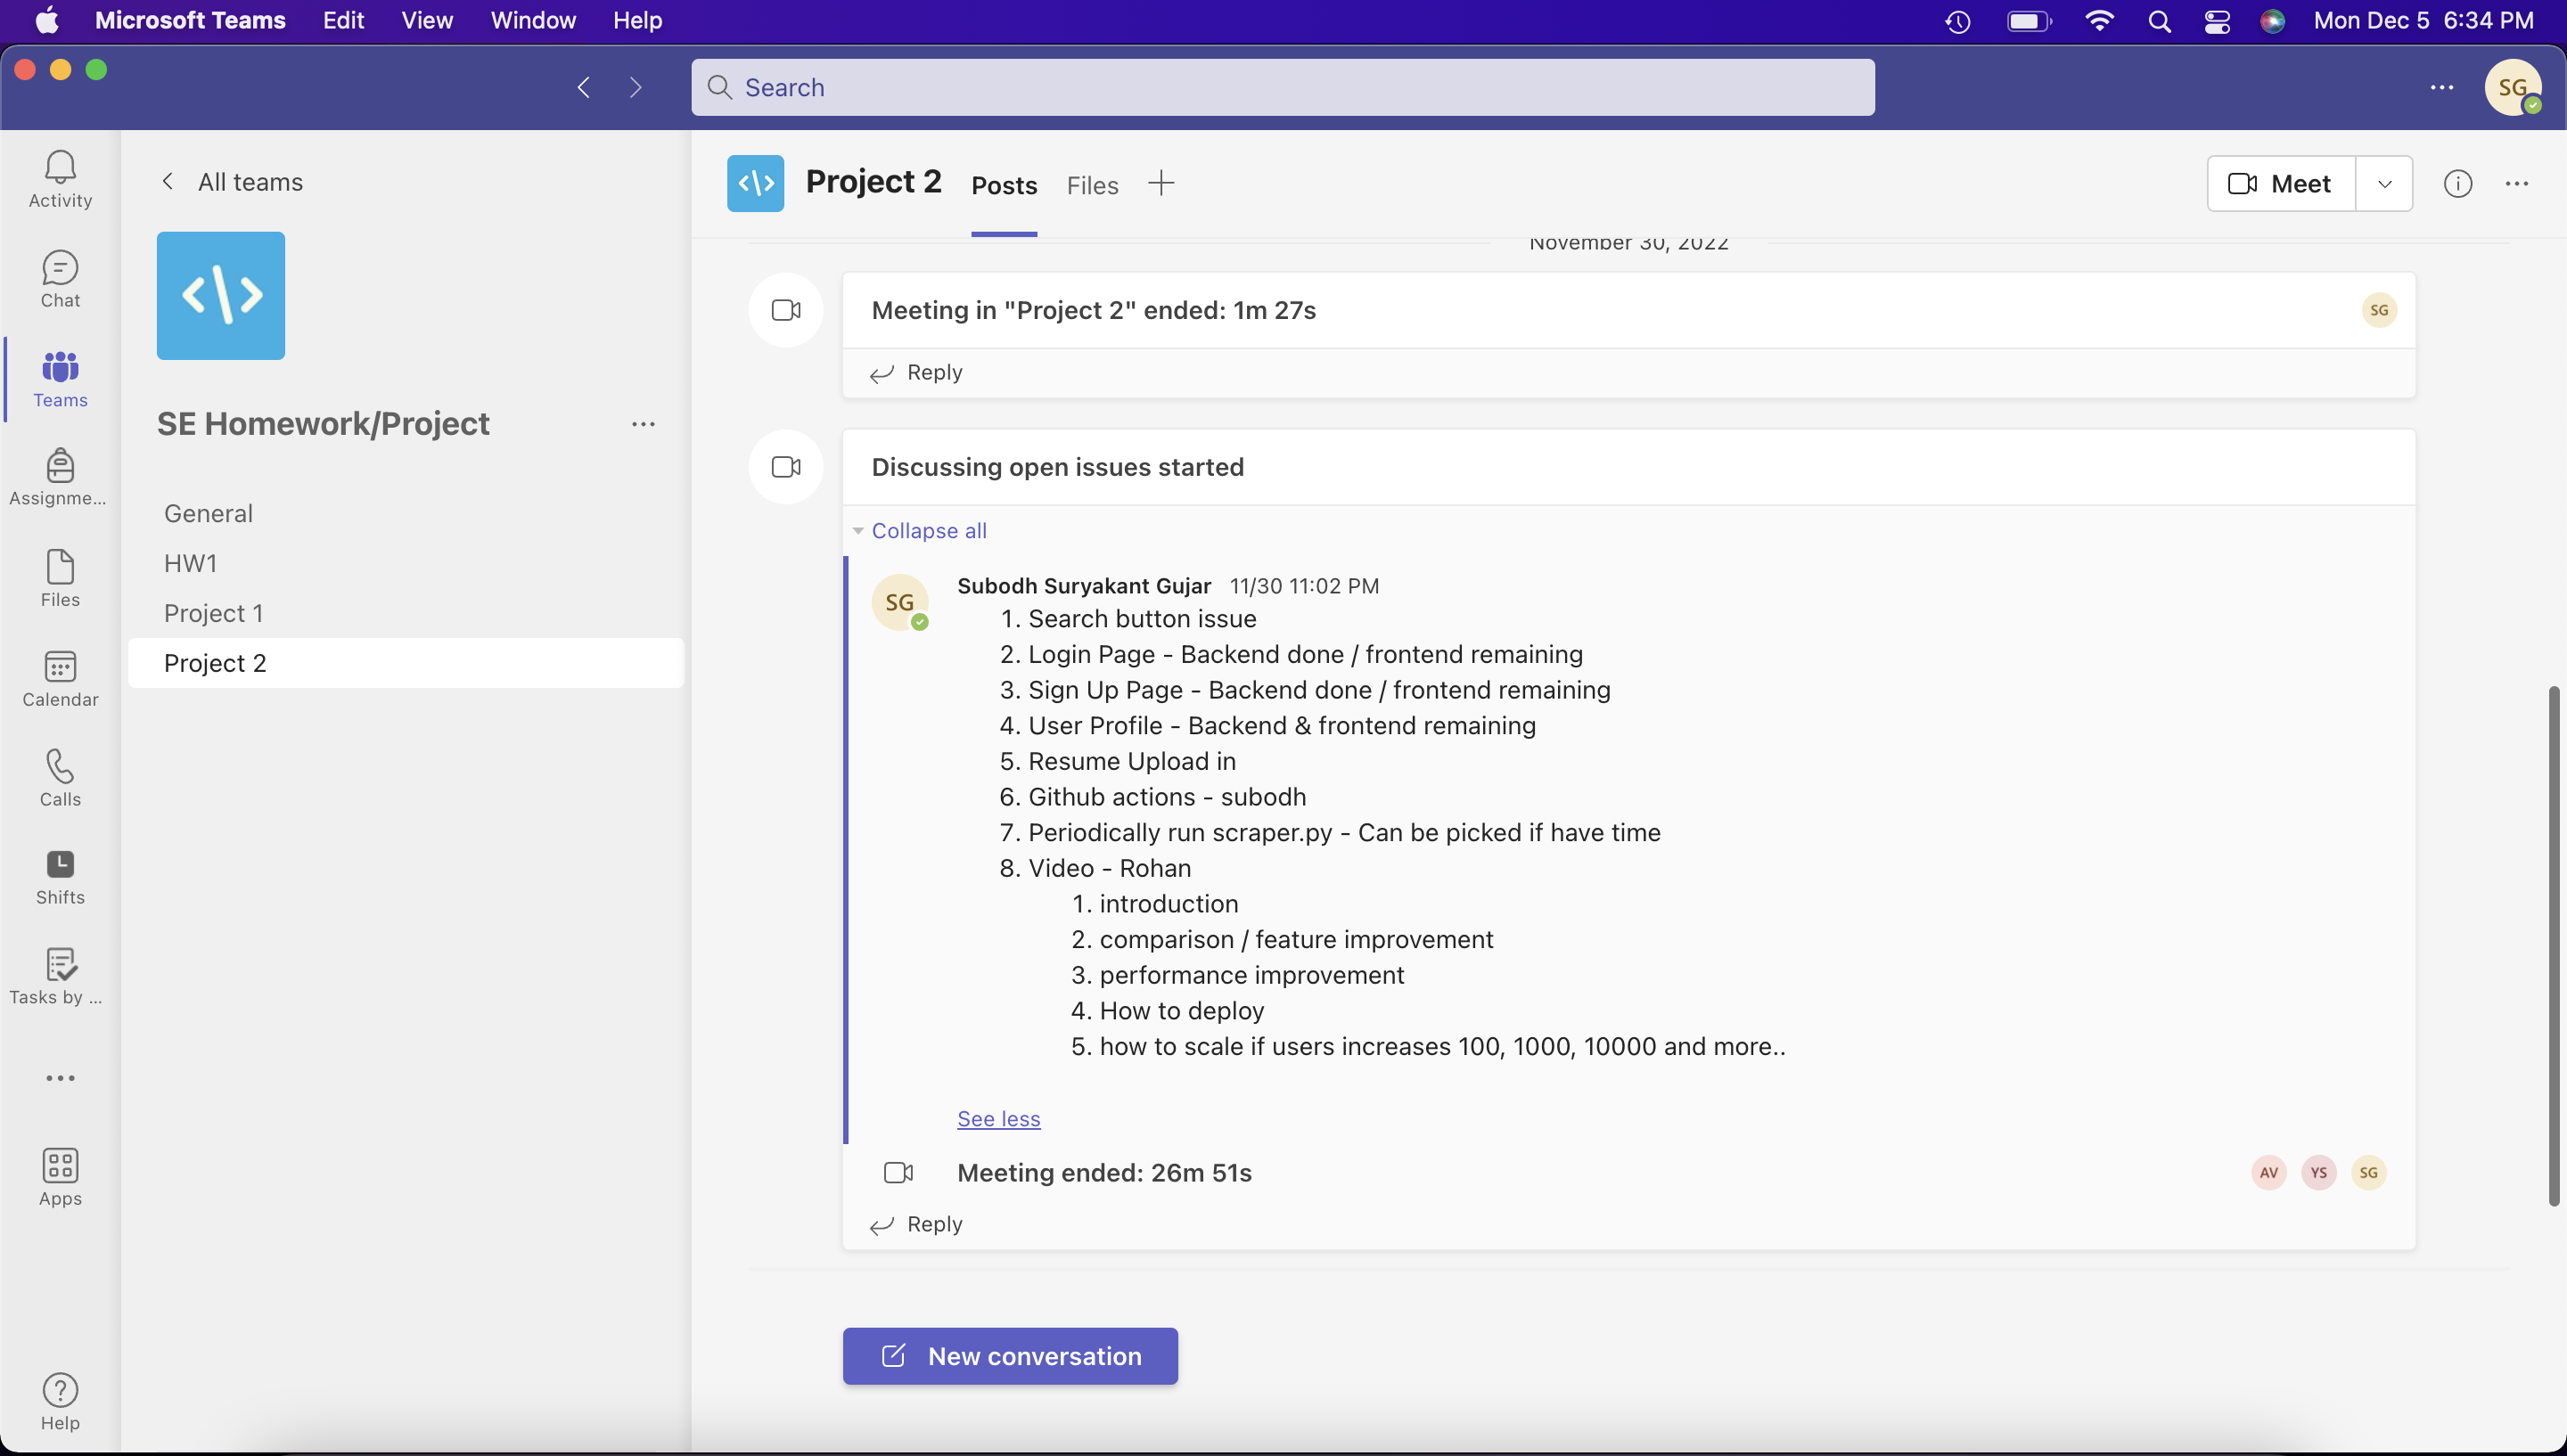 Microsoft Teams Edit View Window Help Mon Dec 5 6:34 PM
Search
SG
Activity
Chat
Teams
Assignme...
Files
Calendar
Calls
Shifts
Tasks by ...
Apps
Help
All teams
</>
SE Homework/Project
General
HW1
Project 1
Project 2
</> Project 2 Posts Files Meet
November 30, 2022
Meeting in "Project 2" ended: 1m 27s SG
Reply
Discussing open issues started
Collapse all
SG Subodh Suryakant Gujar 11/30 11:02 PM
1. Search button issue
2. Login Page - Backend done / frontend remaining
3. Sign Up Page - Backend done / frontend remaining
4. User Profile - Backend & frontend remaining
5. Resume Upload in
6. Github actions - subodh
7. Periodically run scraper.py - Can be picked if have time
8. Video - Rohan
1. introduction
2. comparison / feature improvement
3. performance improvement
4. How to deploy
5. how to scale if users increases 100, 1000, 10000 and more..
See less
Meeting ended: 26m 51s AV YS SG
Reply
New conversation